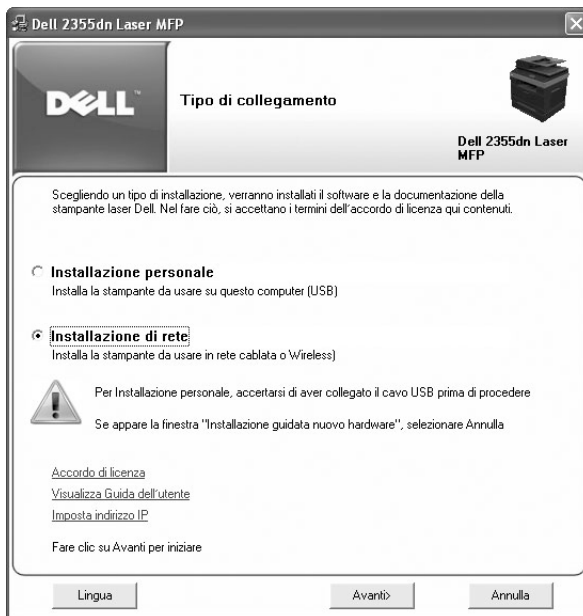 Dell 2355dn Laser MFP
DELL™
Tipo di collegamento
Dell 2355dn Laser
MFP
Scegliendo un tipo di installazione, verranno installati il software e la documentazione della
stampante laser Dell. Nel fare ciò, si accettano i termini dell'accordo di licenza qui contenuti.
Installazione personale
Installa la stampante da usare su questo computer (USB)
Installazione di rete
Installa la stampante da usare in rete cablata o Wireless)
Per Installazione personale, accertarsi di aver collegato il cavo USB prima di procedere
Se appare la finestra "Installazione guidata nuovo hardware", selezionare Annulla
Accordo di licenza
Visualizza Guida dell'utente
Imposta indirizzo IP
Fare clic su Avanti per iniziare
Lingua
Avanti>
Annulla